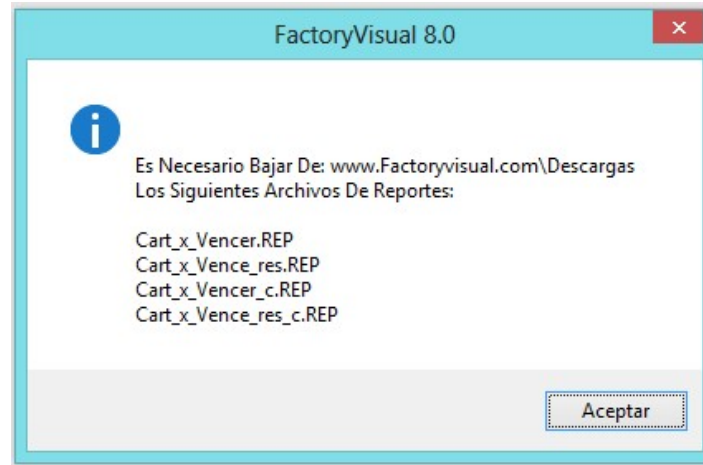 FactoryVisual 8.0
Es Necesario Bajar De: www.Factoryvisual.com\Descargas
Los Siguientes Archivos De Reportes:
Cart_x_Vencer.REP
Cart_x_Vence_res.REP
Cart_x_Vencer_c.REP
Cart_x_Vence_res_c.REP
Aceptar